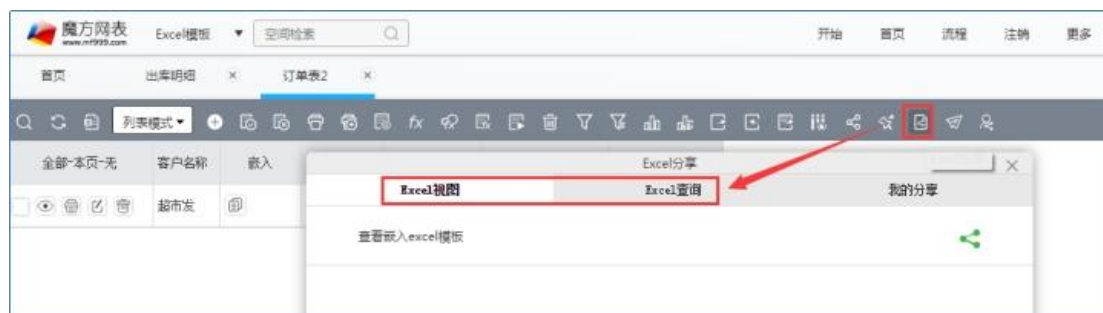 魔方网表 Excel模板 ▼ 空间检索 开始 首页 流程 注销 更多
www.mf999.com
首页 出库明细 × 订单表2 ×
列表模式 fx
全部-本页-无 客户名称 嵌入 Excel分享 ×
Excel视图 Excel查询 我的分享
超市发
查看嵌入excel模板